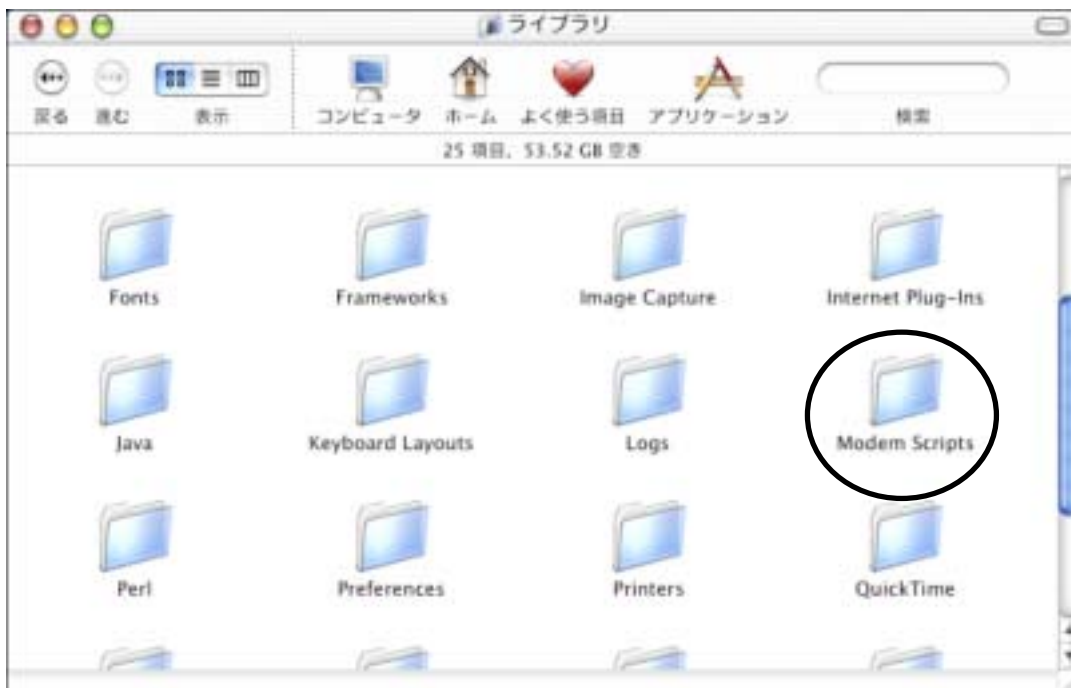 ライブラリ
戻る 進む 表示 コンピュータ ホーム よく使う項目 アプリケーション 検索
25 項目、53.52 GB 空き
Fonts Frameworks Image Capture Internet Plug-Ins
Java Keyboard Layouts Logs Modem Scripts
Perl Preferences Printers QuickTime